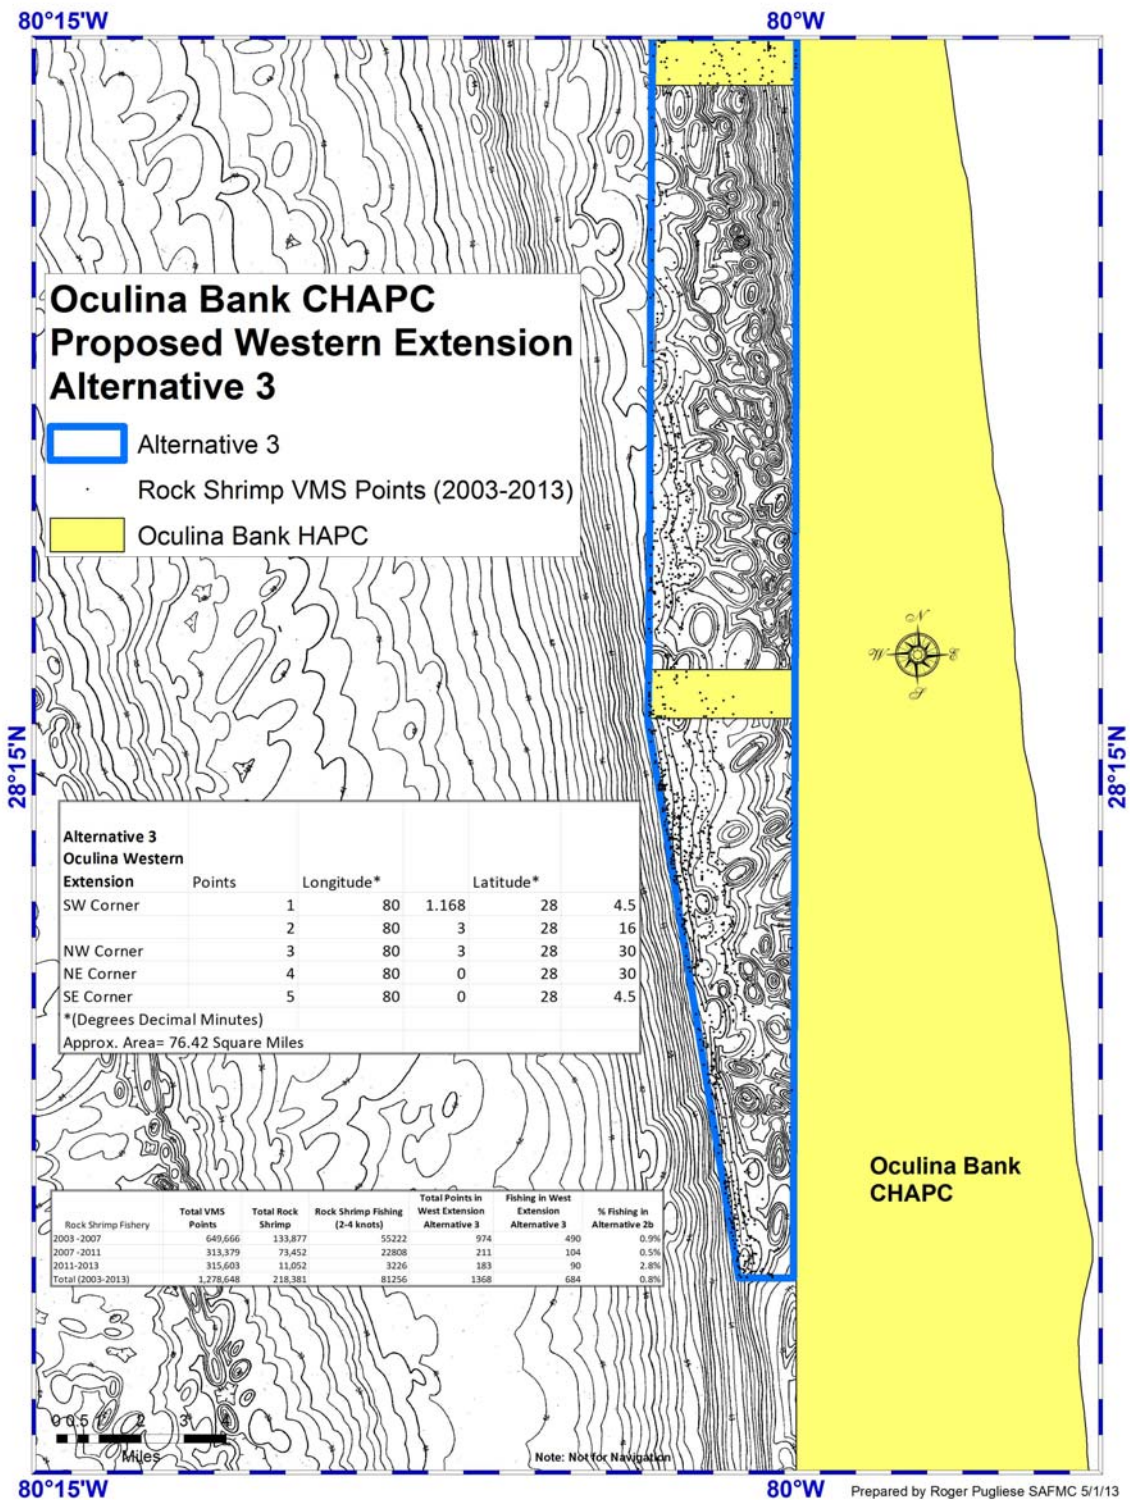 80°15'W 80°W
Oculina Bank CHAPC
Proposed Western Extension
Alternative 3
Alternative 3
Rock Shrimp VMS Points (2003-2013)
Oculina Bank HAPC
N
W E
S
28°15'N 28°15'N
Alternative 3
Oculina Western
Extension Points Longitude* Latitude*
SW Corner 1 80 1.168 28 4.5
2 80 3 28 16
NW Corner 3 80 3 28 30
NE Corner 4 80 0 28 30
SE Corner 5 80 0 28 4.5
*(Degrees Decimal Minutes)
Approx. Area= 76.42 Square Miles
Oculina Bank
CHAPC
Total Points in Fishing in West
Total VMS Total Rock Rock Shrimp Fishing West Extension Extension % Fishing in
Rock Shrimp Fishery Points Shrimp (2-4 knots) Alternative 3 Alternative 3 Alternative 2b
2003 -2007 649,666 133,877 55222 974 490 0.9%
2007 -2011 313,379 73,452 22808 211 104 0.5%
2011-2013 315,603 11,052 3226 183 90 2.8%
Total (2003-2013) 1,278,648 218,381 81256 1368 684 0.8%
0 0.5 1 2 3 4
Miles
Note: Not for Navigation
80°15'W 80°W
Prepared by Roger Pugliese SAFMC 5/1/13